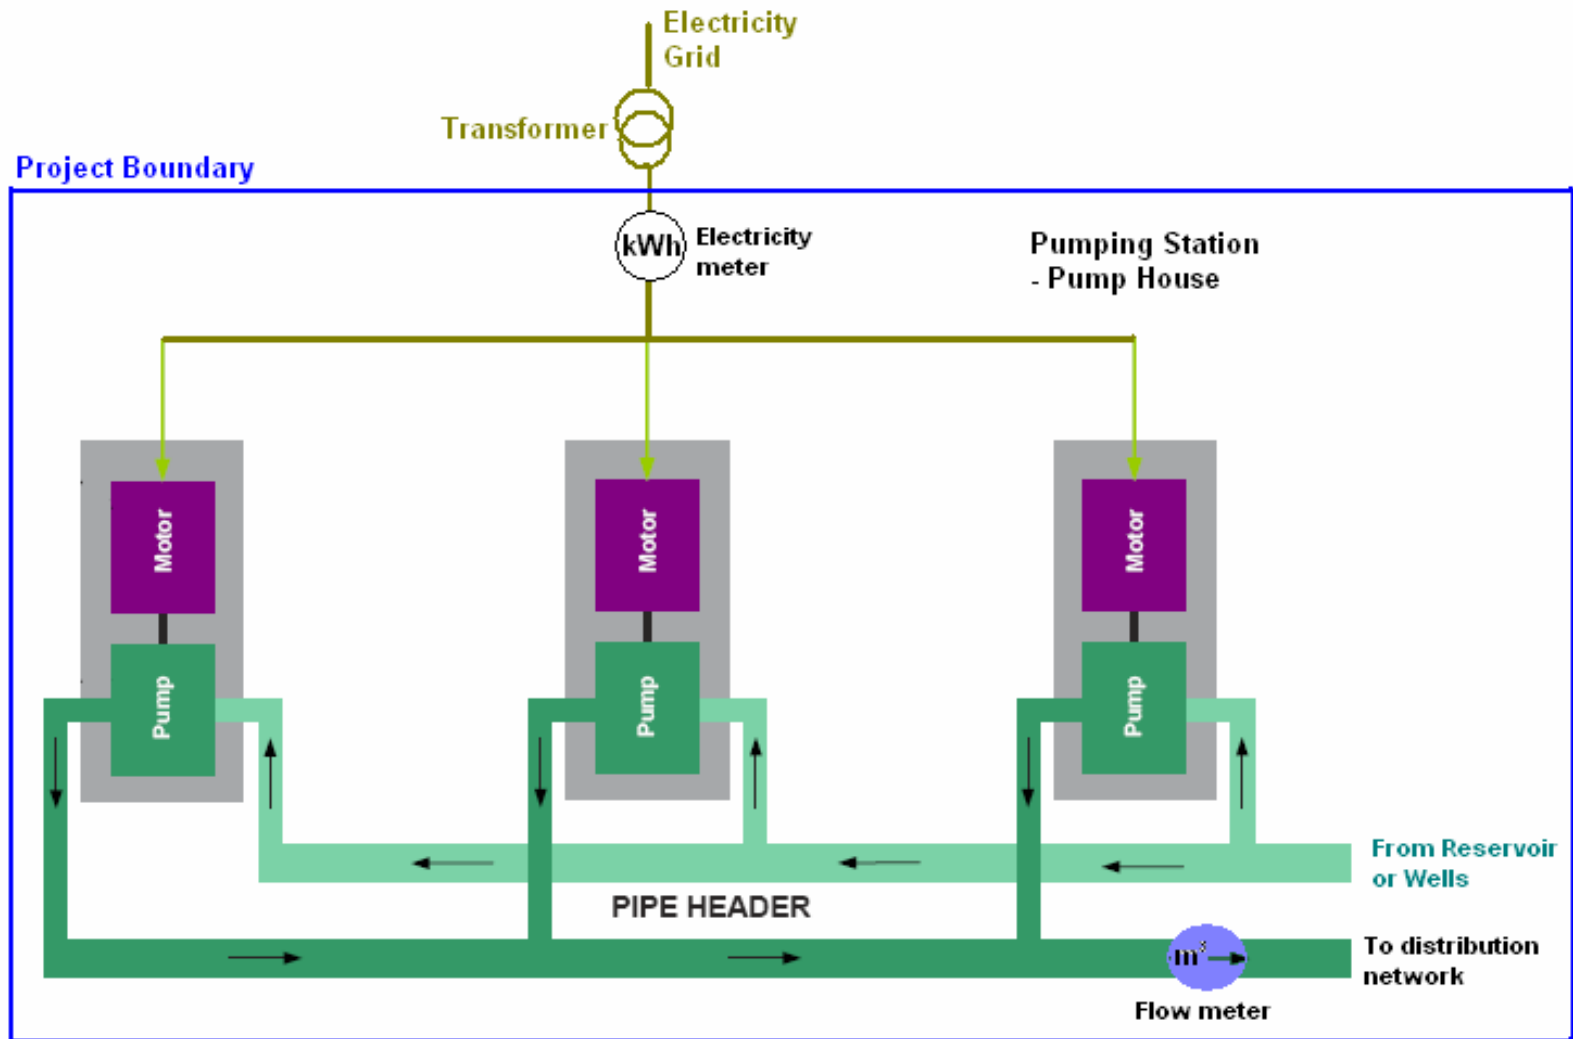 Electricity
Grid
Transformer
Project Boundary
kWh
Electricity
meter
Pumping Station
- Pump House
Motor
Motor
Motor
Pump
Pump
Pump
From Reservoir
or Wells
PIPE HEADER
m³
To distribution
network
Flow meter